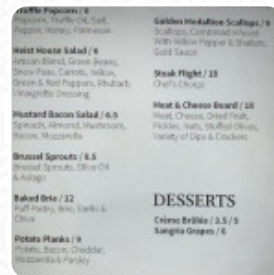 Truffle Popcorn / 6
Popcorn, Truffle Oil, Salt,
Pepper, Honey, Parmesan
Heist House Salad / 6
Artisan Blend, Green Beans,
Snow Peas, Carrots, Yellow,
Green & Red Peppers, Rhubarb
Vinaigrette Dressing
Mustard Bacon Salad / 6.5
Spinach, Almond, Mushroom,
Bacon, Mozzarella
Brussel Sprouts / 8.5
Brussel Sprouts, Olive Oil
& Asiago
Baked Brie / 12
Puff Pastry, Brie, Garlic &
Chive
Potato Planks / 9
Potato, Bacon, Cheddar,
Mozzarella & Parsley
Golden Medallion Scallops / 9
Scallops, Cornbread Infused
With Yellow Pepper & Shallots,
Gold Sauce
Steak Flight / 15
Chef's Choice
Meat & Cheese Board / 18
Meat, Cheese, Dried Fruit,
Pickles, Nuts, Stuffed Olives,
Variety of Dips & Crackers
DESSERTS
Crème Brûlée / 3.5 / 5
Sangria Grapes / 6